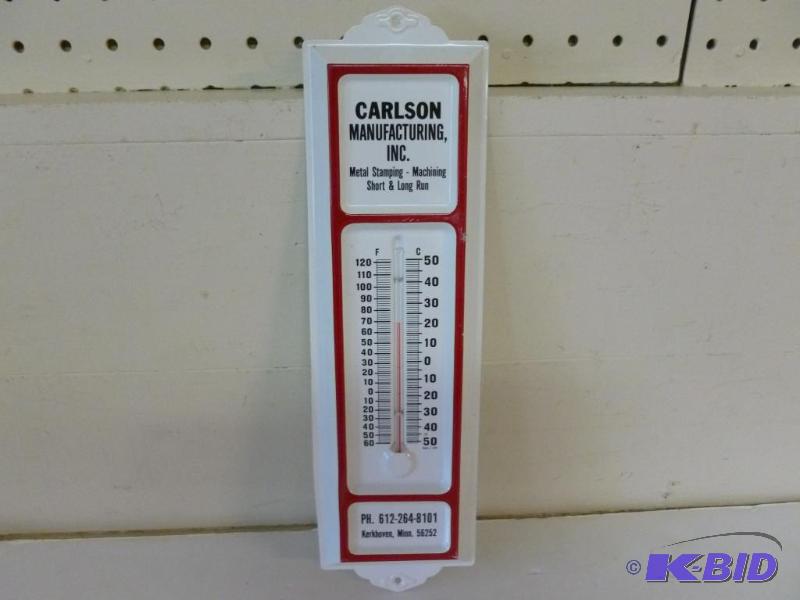 CARLSON
MANUFACTURING,
INC.
Metal Stamping - Machining
Short & Long Run
F C
120 50
110
100 40
90
80 30
70 20
60
50 10
40
30 0
20
10 10
0
10 20
20 30
30
40 40
50
60 50
PH. 612-264-8101
Kerkhoven, Minn. 56252
© K-BID